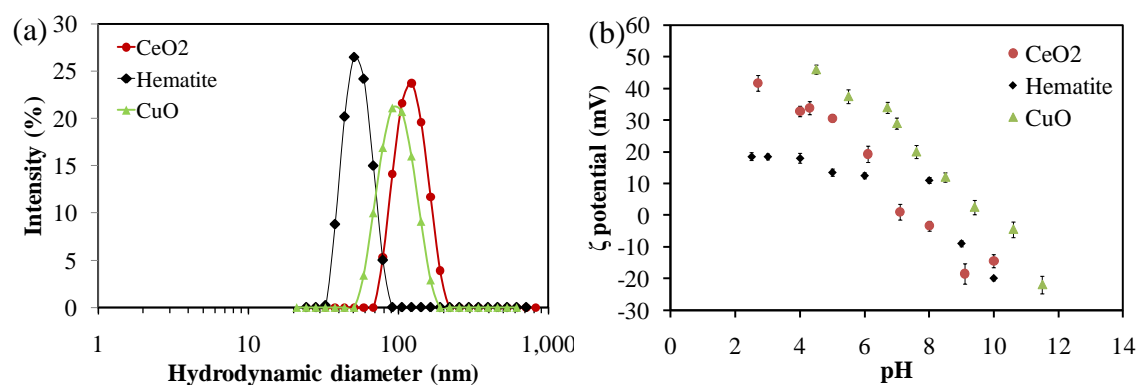 (a)
CeO2
Hematite
CuO
Intensity (%)
30
25
20
15
10
5
0
1 10 100 1,000
Hydrodynamic diameter (nm)
(b)
CeO2
Hematite
CuO
ζ potential (mV)
60
50
40
30
20
10
0
-10
-20
-30
2 4 6 8 10 12 14
pH